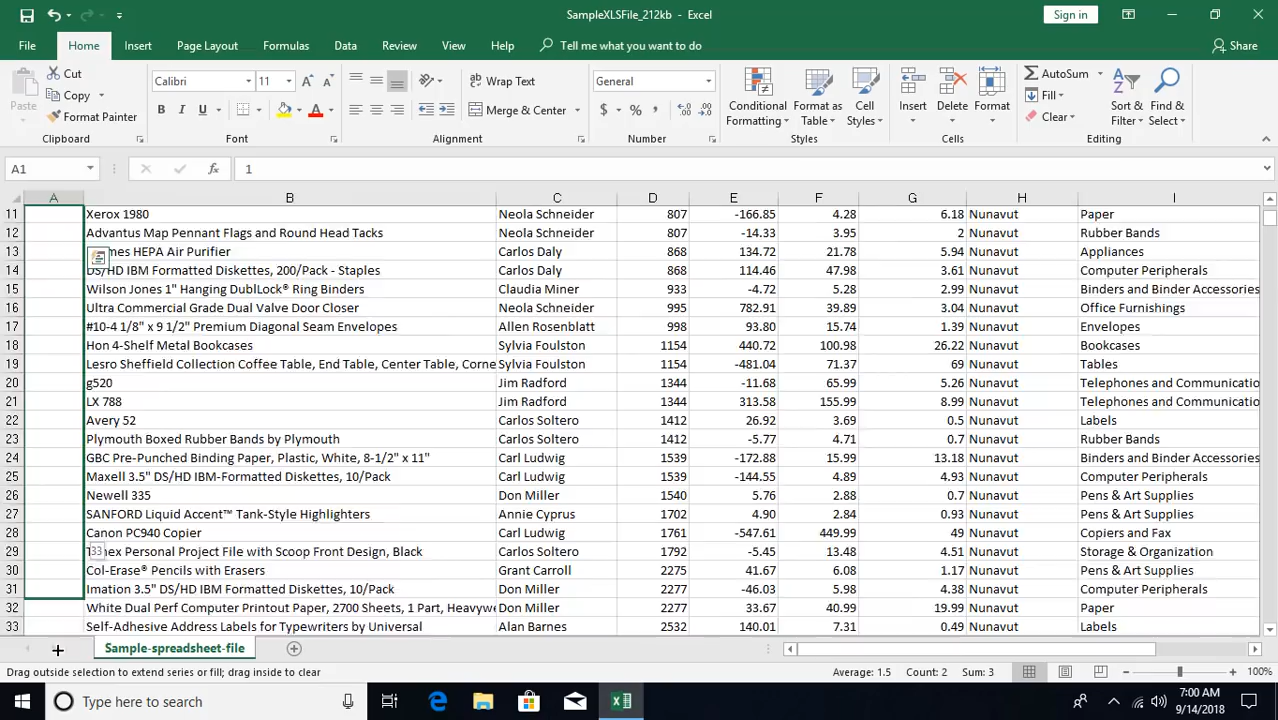 SampleXLSFile_212kb - Excel
Sign in
File Home Insert Page Layout Formulas Data Review View Help Tell me what you want to do Share
Paste Cut Copy Format Painter Clipboard
Calibri 11 A A B I U A Font
Wrap Text Merge & Center Alignment
General $ % , .00 Number
Conditional Formatting Format as Table Cell Styles Styles
Insert Delete Format Cells
AutoSum Fill Clear Sort & Filter Find & Select Editing
A1 fx 1
A B C D E F G H I
11 Xerox 1980 Neola Schneider 807 -166.85 4.28 6.18 Nunavut Paper
12 Advantus Map Pennant Flags and Round Head Tacks Neola Schneider 807 -14.33 3.95 2 Nunavut Rubber Bands
13 mes HEPA Air Purifier Carlos Daly 868 134.72 21.78 5.94 Nunavut Appliances
14 DS/HD IBM Formatted Diskettes, 200/Pack - Staples Carlos Daly 868 114.46 47.98 3.61 Nunavut Computer Peripherals
15 Wilson Jones 1" Hanging DublLock® Ring Binders Claudia Miner 933 -4.72 5.28 2.99 Nunavut Binders and Binder Accessories
16 Ultra Commercial Grade Dual Valve Door Closer Neola Schneider 995 782.91 39.89 3.04 Nunavut Office Furnishings
17 #10-4 1/8" x 9 1/2" Premium Diagonal Seam Envelopes Allen Rosenblatt 998 93.80 15.74 1.39 Nunavut Envelopes
18 Hon 4-Shelf Metal Bookcases Sylvia Foulston 1154 440.72 100.98 26.22 Nunavut Bookcases
19 Lesro Sheffield Collection Coffee Table, End Table, Center Table, Corne Sylvia Foulston 1154 -481.04 71.37 69 Nunavut Tables
20 g520 Jim Radford 1344 -11.68 65.99 5.26 Nunavut Telephones and Communicatio
21 LX 788 Jim Radford 1344 313.58 155.99 8.99 Nunavut Telephones and Communicatio
22 Avery 52 Carlos Soltero 1412 26.92 3.69 0.5 Nunavut Labels
23 Plymouth Boxed Rubber Bands by Plymouth Carlos Soltero 1412 -5.77 4.71 0.7 Nunavut Rubber Bands
24 GBC Pre-Punched Binding Paper, Plastic, White, 8-1/2" x 11" Carl Ludwig 1539 -172.88 15.99 13.18 Nunavut Binders and Binder Accessories
25 Maxell 3.5" DS/HD IBM-Formatted Diskettes, 10/Pack Carl Ludwig 1539 -144.55 4.89 4.93 Nunavut Computer Peripherals
26 Newell 335 Don Miller 1540 5.76 2.88 0.7 Nunavut Pens & Art Supplies
27 SANFORD Liquid Accent™ Tank-Style Highlighters Annie Cyprus 1702 4.90 2.84 0.93 Nunavut Pens & Art Supplies
28 Canon PC940 Copier Carl Ludwig 1761 -547.61 449.99 49 Nunavut Copiers and Fax
29 T 33 nex Personal Project File with Scoop Front Design, Black Carlos Soltero 1792 -5.45 13.48 4.51 Nunavut Storage & Organization
30 Col-Erase® Pencils with Erasers Grant Carroll 2275 41.67 6.08 1.17 Nunavut Pens & Art Supplies
31 Imation 3.5" DS/HD IBM Formatted Diskettes, 10/Pack Don Miller 2277 -46.03 5.98 4.38 Nunavut Computer Peripherals
32 White Dual Perf Computer Printout Paper, 2700 Sheets, 1 Part, Heavywe Don Miller 2277 33.67 40.99 19.99 Nunavut Paper
33 Self-Adhesive Address Labels for Typewriters by Universal Alan Barnes 2532 140.01 7.31 0.49 Nunavut Labels
Sample-spreadsheet-file
Drag outside selection to extend series or fill; drag inside to clear Average: 1.5 Count: 2 Sum: 3 100%
Type here to search 7:00 AM
9/14/2018